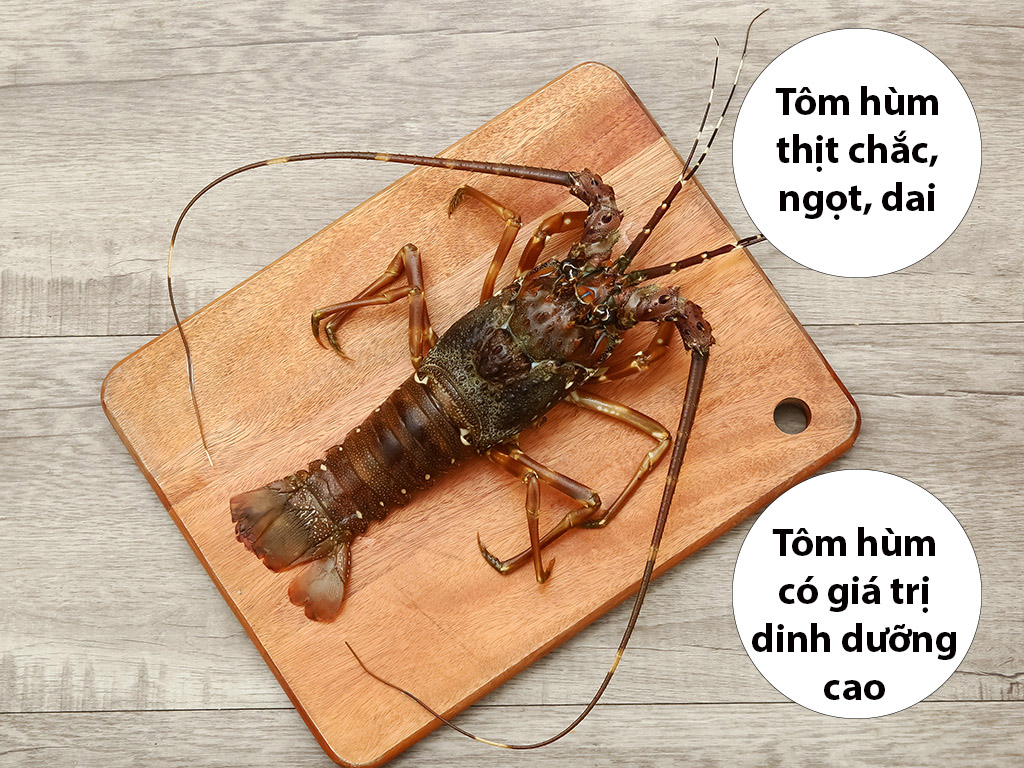 Tôm hùm
thịt chắc,
ngọt, dai
Tôm hùm
có giá trị
dinh dưỡng
cao